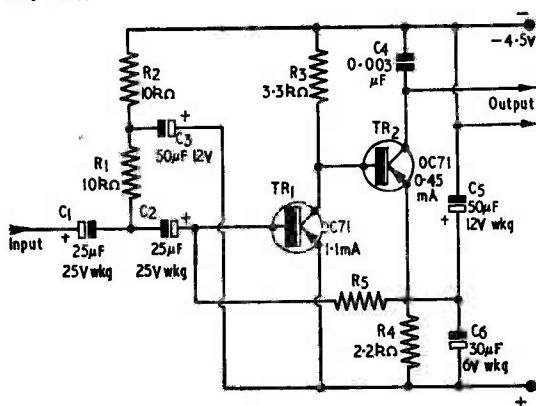 −
−4·5V
R2
10kΩ
R3
3·3kΩ
C4
0·003
μF
Output
+
C3
50μF 12V
R1
10kΩ
TR2
OC71
0·45
mA
C5
50μF
12V wkg
+
TR1
OC71
1·1mA
C1
Input
+
25μF
25V wkg
C2
+
25μF
25V wkg
R5
R4
2·2kΩ
C6
30μF
6V wkg
+